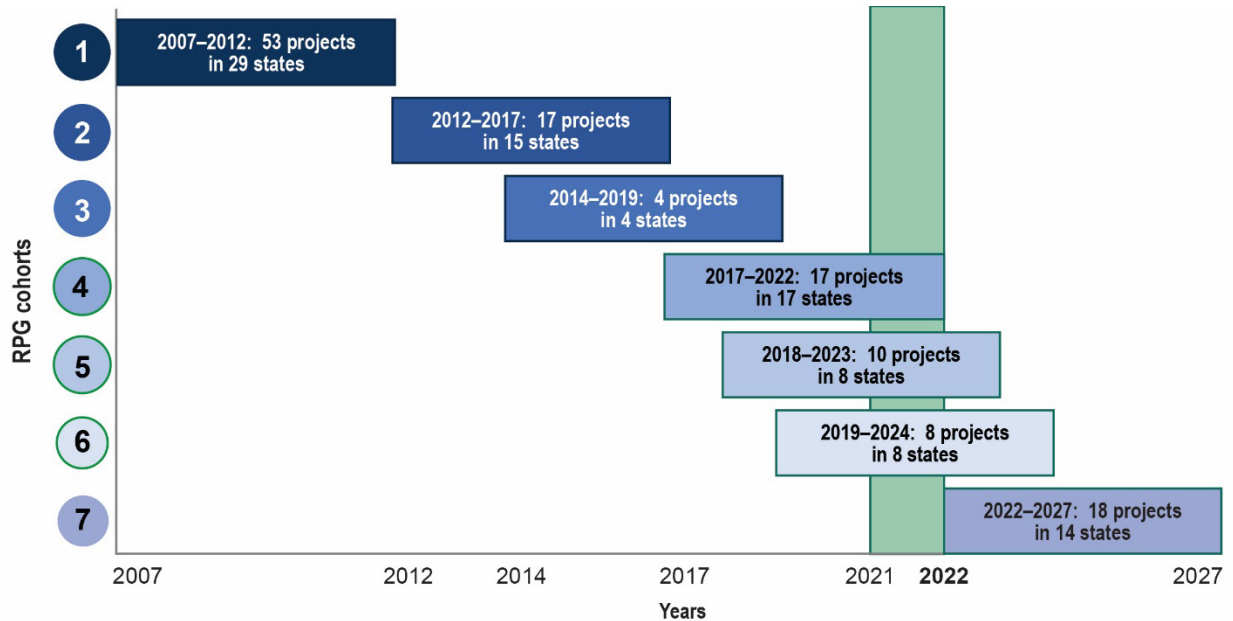 RPG cohorts
1
2007–2012: 53 projects
in 29 states
2
2012–2017: 17 projects
in 15 states
3
2014–2019: 4 projects
in 4 states
4
2017–2022: 17 projects
in 17 states
5
2018–2023: 10 projects
in 8 states
6
2019–2024: 8 projects
in 8 states
7
2022–2027: 18 projects
in 14 states
2007 2012 2014 2017 2021 2022 2027
Years